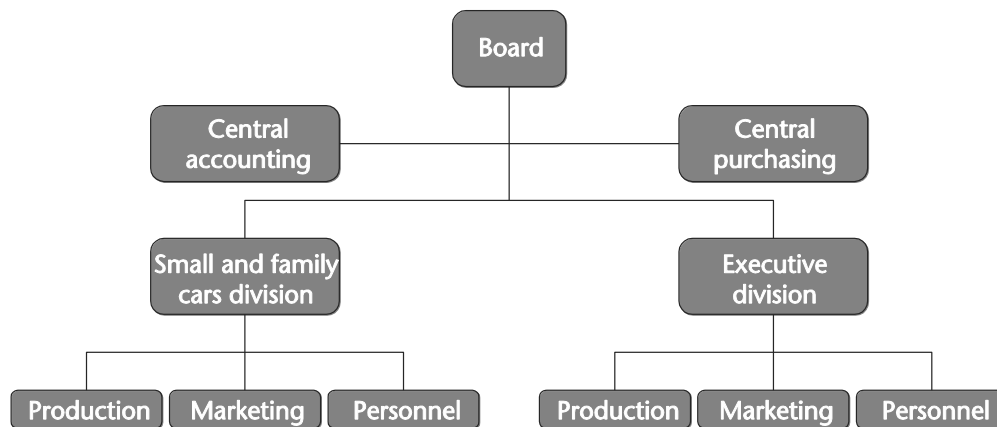 Board
Central
accounting
Central
purchasing
Small and family
cars division
Executive
division
Production
Marketing
Personnel
Production
Marketing
Personnel